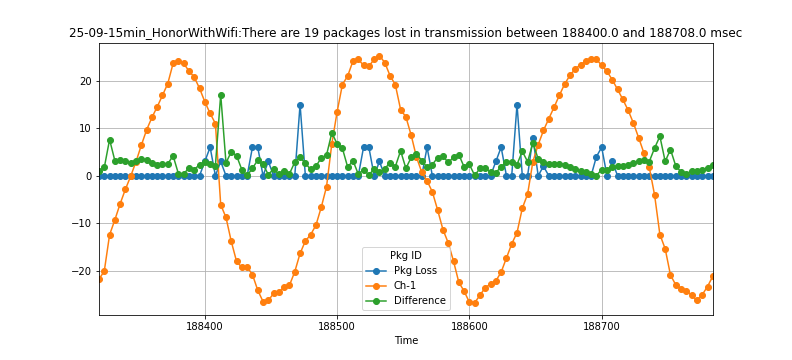 25-09-15min_HonorWithWifi:There are 19 packages lost in transmission between 188400.0 and 188708.0 msec
20
10
0
−10
−20
Pkg ID
Pkg Loss
Ch-1
Difference
188400 188500 188600 188700
Time